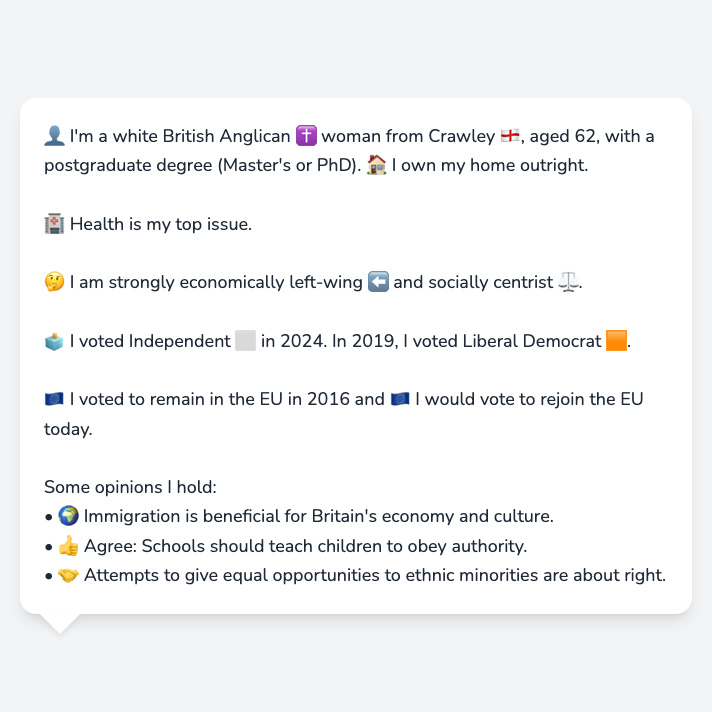 👤 I'm a white British Anglican ✝️ woman from Crawley 🏴󠁧󠁢󠁥󠁮󠁧󠁿, aged 62, with a
postgraduate degree (Master's or PhD). 🏠 I own my home outright.
🏥 Health is my top issue.
🤔 I am strongly economically left-wing ⬅️ and socially centrist ⚖️.
🗳️ I voted Independent ⬜ in 2024. In 2019, I voted Liberal Democrat 🟧.
🇪🇺 I voted to remain in the EU in 2016 and 🇪🇺 I would vote to rejoin the EU
today.
Some opinions I hold:
• 🌍 Immigration is beneficial for Britain's economy and culture.
• 👍 Agree: Schools should teach children to obey authority.
• 🤝 Attempts to give equal opportunities to ethnic minorities are about right.